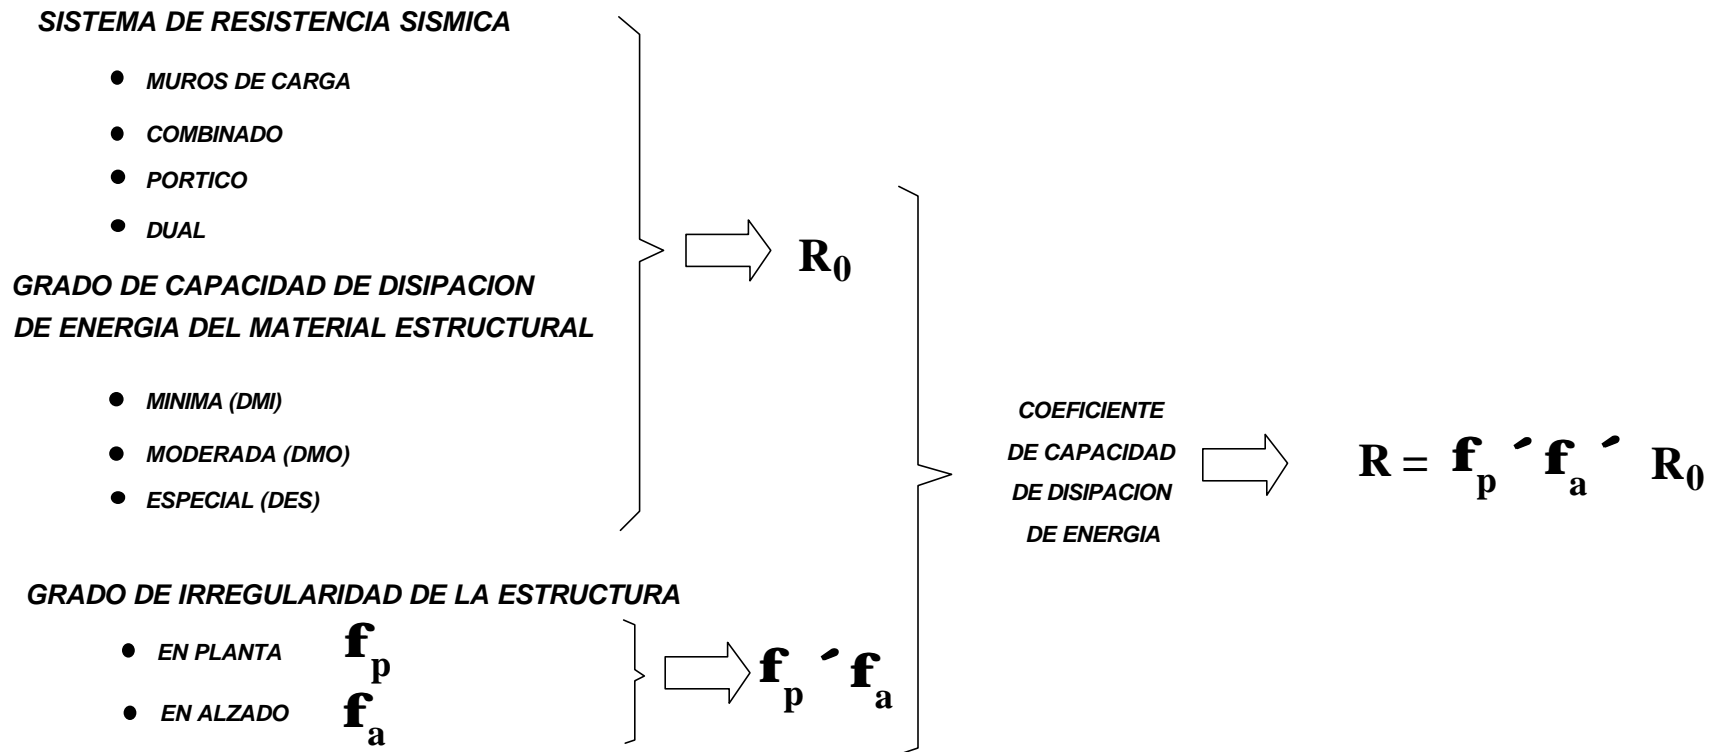 SISTEMA DE RESISTENCIA SISMICA
• MUROS DE CARGA
• COMBINADO
• PORTICO
• DUAL
R₀
GRADO DE CAPACIDAD DE DISIPACION
DE ENERGIA DEL MATERIAL ESTRUCTURAL
• MINIMA (DMI)
• MODERADA (DMO)
• ESPECIAL (DES)
COEFICIENTE
DE CAPACIDAD
DE DISIPACION
DE ENERGIA
R = fₚ ´ fₐ ´ R₀
GRADO DE IRREGULARIDAD DE LA ESTRUCTURA
• EN PLANTA fₚ
• EN ALZADO fₐ
fₚ ´ fₐ